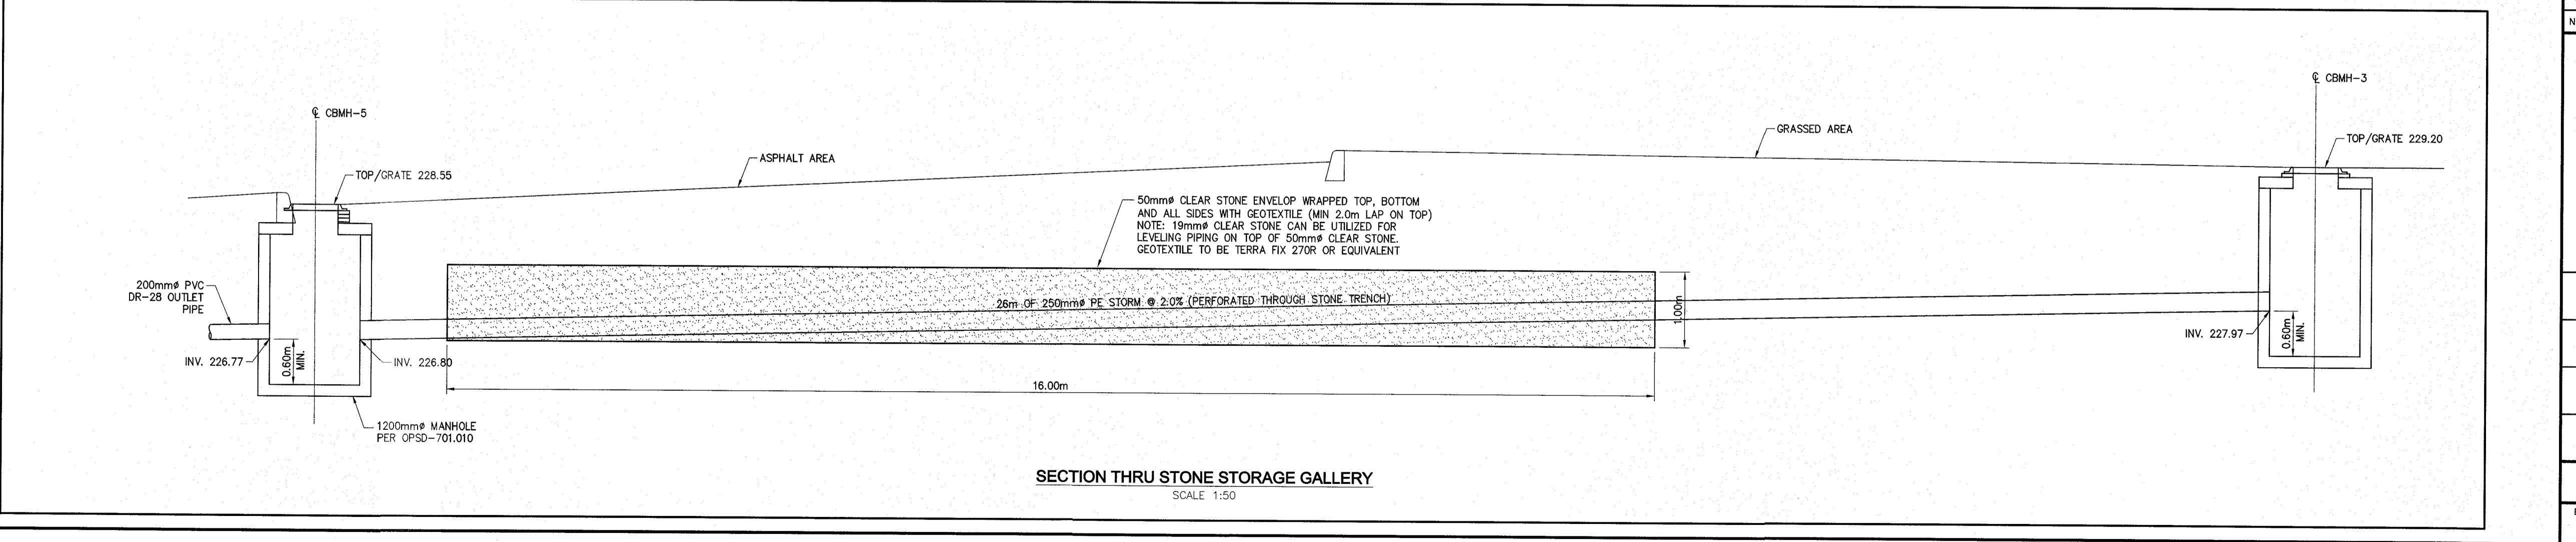 ℄ CBMH-5
℄ CBMH-3
TOP/GRATE 228.55
ASPHALT AREA
GRASSED AREA
TOP/GRATE 229.20
50mmø CLEAR STONE ENVELOP WRAPPED TOP, BOTTOM
AND ALL SIDES WITH GEOTEXTILE (MIN 2.0m LAP ON TOP)
NOTE: 19mmø CLEAR STONE CAN BE UTILIZED FOR
LEVELING PIPING ON TOP OF 50mmø CLEAR STONE.
GEOTEXTILE TO BE TERRA FIX 270R OR EQUIVALENT
200mmø PVC
DR-28 OUTLET
PIPE
26m OF 250mmø PE STORM @ 2.0% (PERFORATED THROUGH STONE TRENCH)
1.00m
INV. 226.77
0.60m
MIN.
INV. 226.80
INV. 227.97
0.60m
MIN.
16.00m
1200mmø MANHOLE
PER OPSD-701.010
SECTION THRU STONE STORAGE GALLERY
SCALE 1:50